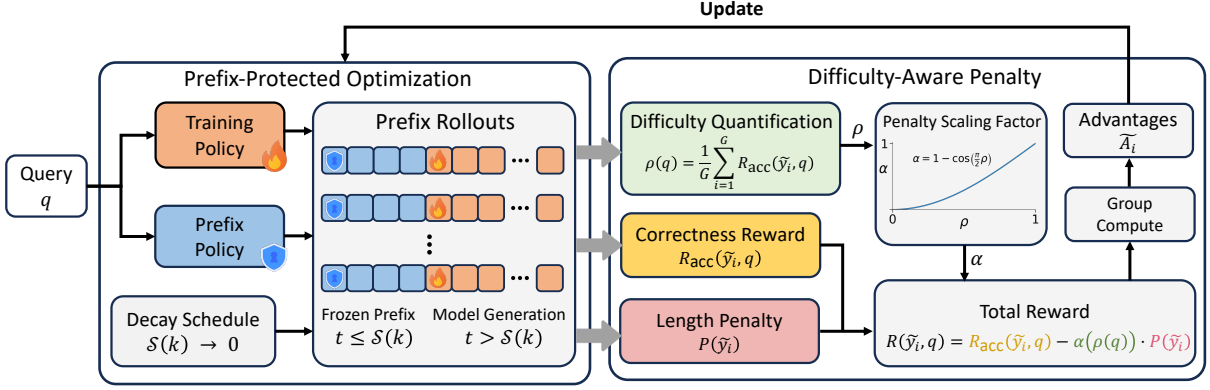 Update
Prefix-Protected Optimization
Difficulty-Aware Penalty
Query
q
Training
Policy
Prefix
Policy
Decay Schedule
𝒮(k) → 0
Prefix Rollouts
...
...
⋮
...
Frozen Prefix
t ≤ 𝒮(k)
Model Generation
t > 𝒮(k)
Difficulty Quantification
ρ(q) = 1/G ∑_{i=1}^{G} R_acc(ỹ_i, q)
ρ
Correctness Reward
R_acc(ỹ_i, q)
Length Penalty
P(ỹ_i)
Penalty Scaling Factor
1
α
α = 1 − cos(π/2 ρ)
0
ρ
1
α
Advantages
Ã_i
Group
Compute
Total Reward
R(ỹ_i, q) = R_acc(ỹ_i, q) − α(ρ(q)) · P(ỹ_i)